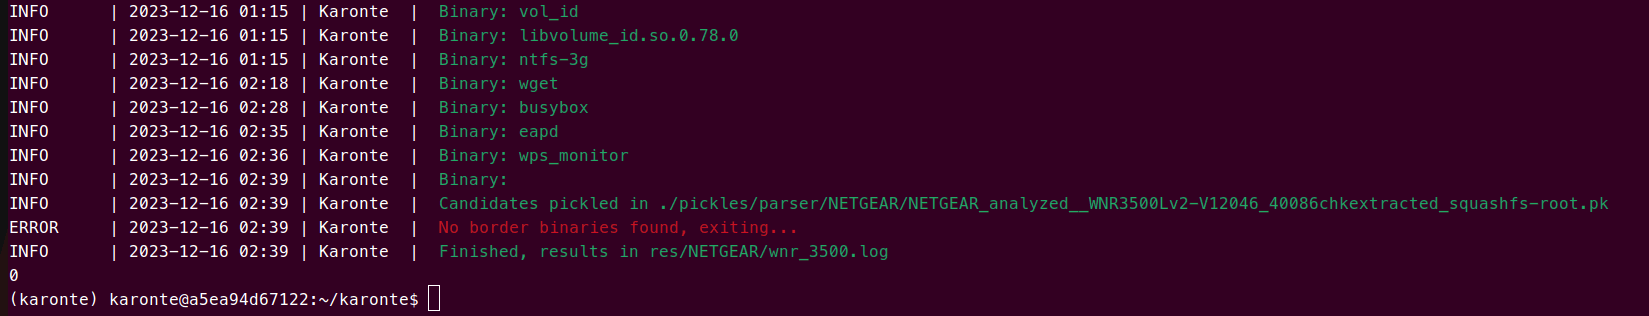 INFO | 2023-12-16 01:15 | Karonte | Binary: vol_id
INFO | 2023-12-16 01:15 | Karonte | Binary: libvolume_id.so.0.78.0
INFO | 2023-12-16 01:15 | Karonte | Binary: ntfs-3g
INFO | 2023-12-16 02:18 | Karonte | Binary: wget
INFO | 2023-12-16 02:28 | Karonte | Binary: busybox
INFO | 2023-12-16 02:35 | Karonte | Binary: eapd
INFO | 2023-12-16 02:36 | Karonte | Binary: wps_monitor
INFO | 2023-12-16 02:39 | Karonte | Binary:
INFO | 2023-12-16 02:39 | Karonte | Candidates pickled in ./pickles/parser/NETGEAR/NETGEAR_analyzed__WNR3500Lv2-V12046_40086chkextracted_squashfs-root.pk
ERROR | 2023-12-16 02:39 | Karonte | No border binaries found, exiting...
INFO | 2023-12-16 02:39 | Karonte | Finished, results in res/NETGEAR/wnr_3500.log
0
(karonte) karonte@a5ea94d67122:~/karonte$